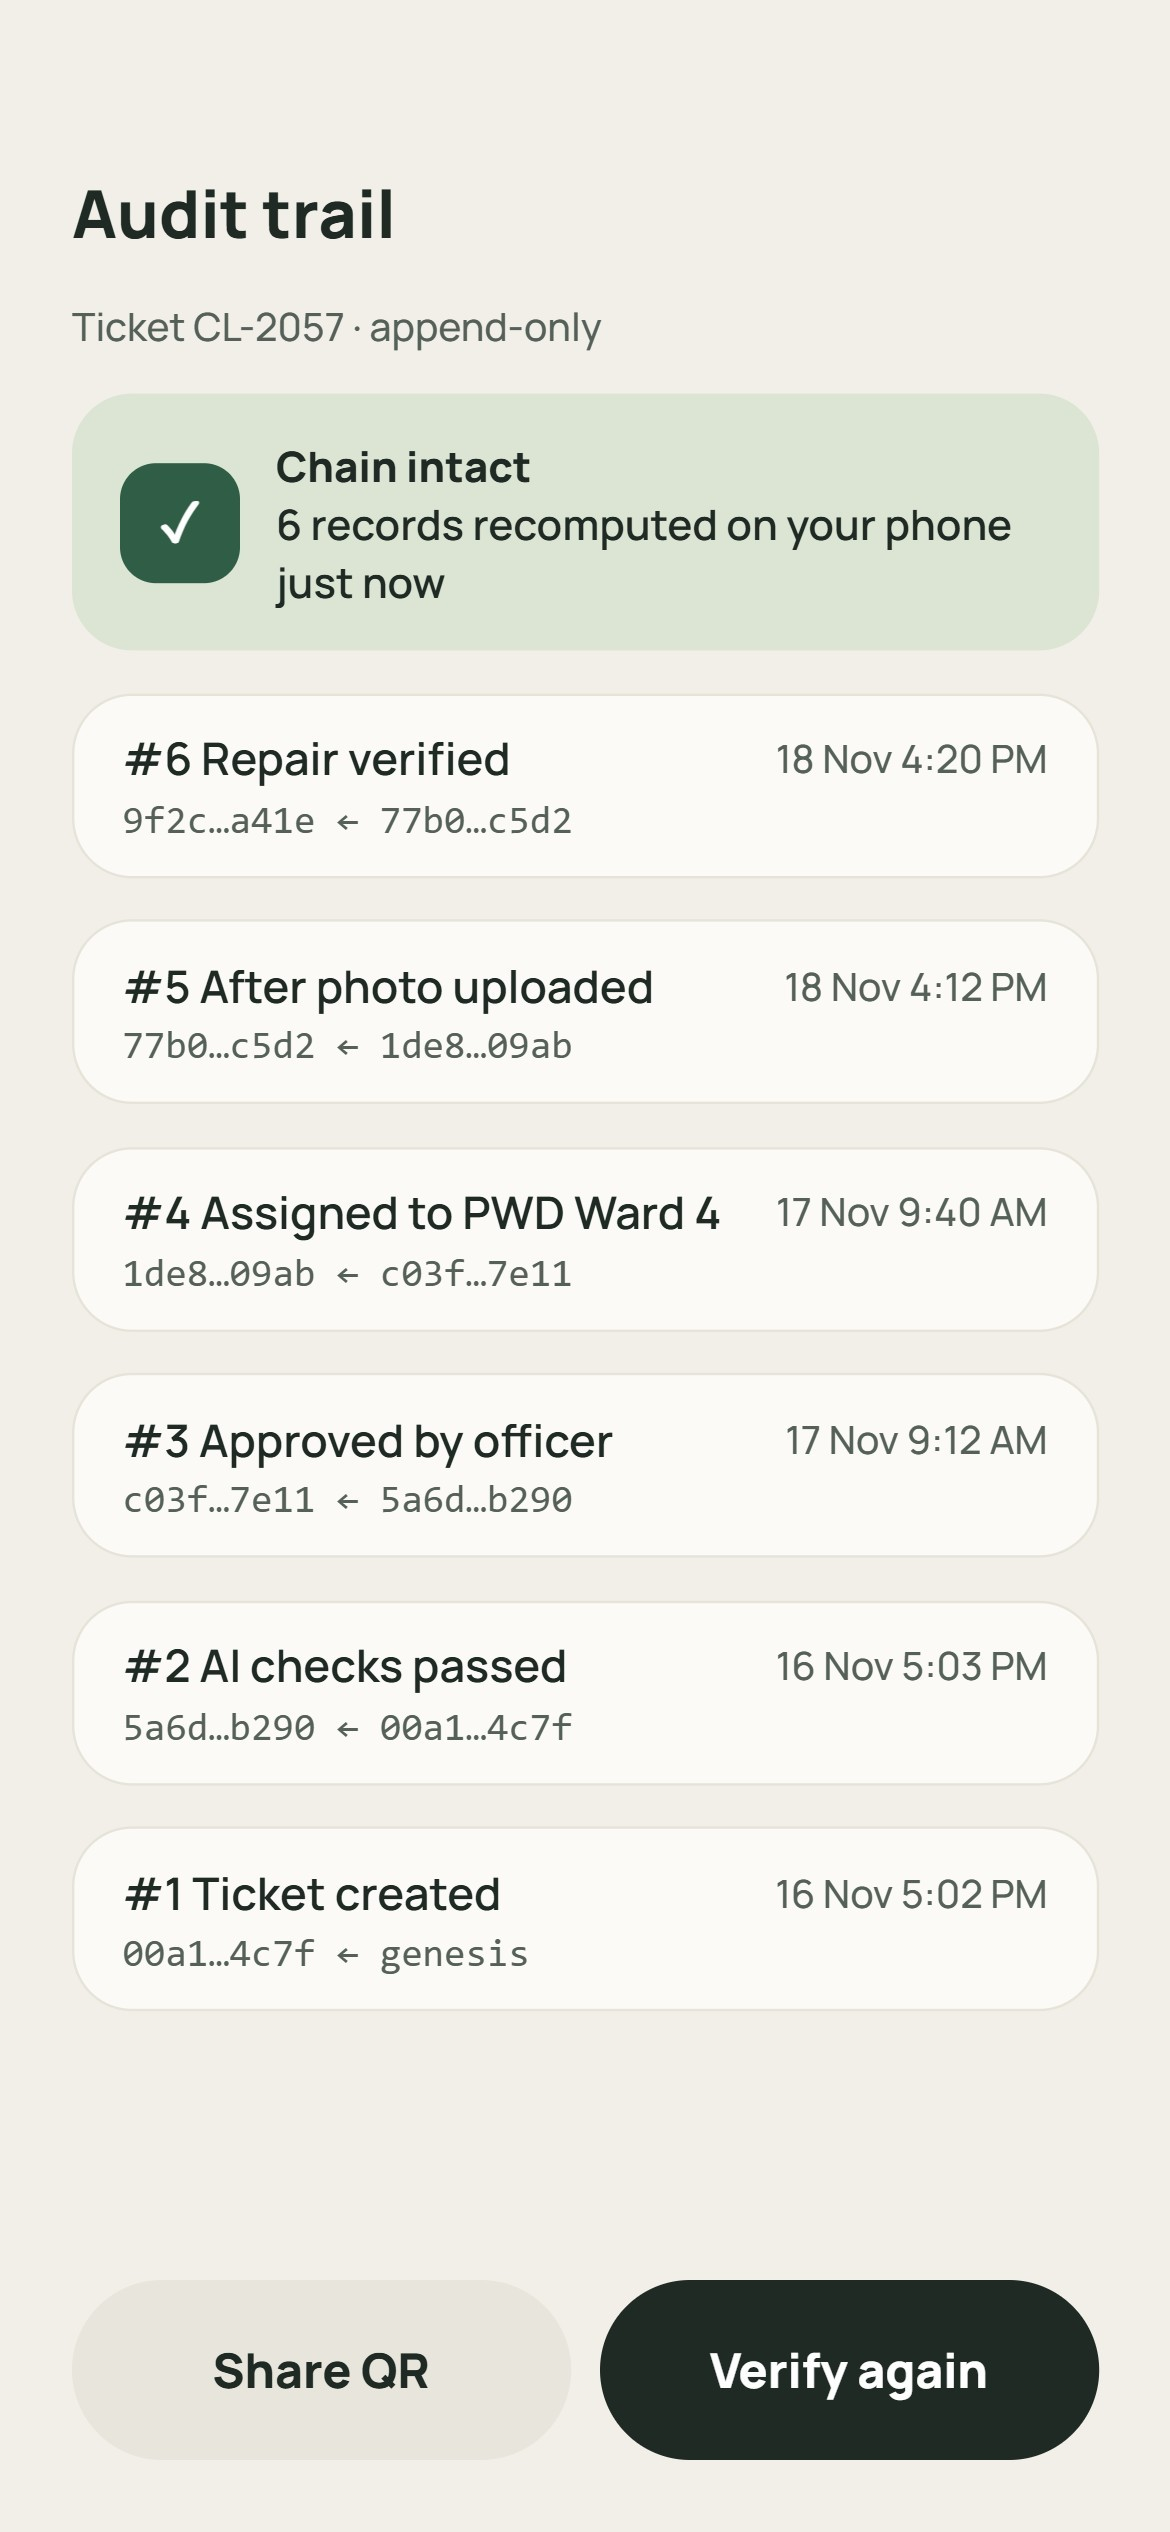 Audit trail
Ticket CL-2057 · append-only
✓
Chain intact
6 records recomputed on your phone
just now
#6 Repair verified 18 Nov 4:20 PM
9f2c…a41e ← 77b0…c5d2
#5 After photo uploaded 18 Nov 4:12 PM
77b0…c5d2 ← 1de8…09ab
#4 Assigned to PWD Ward 4 17 Nov 9:40 AM
1de8…09ab ← c03f…7e11
#3 Approved by officer 17 Nov 9:12 AM
c03f…7e11 ← 5a6d…b290
#2 AI checks passed 16 Nov 5:03 PM
5a6d…b290 ← 00a1…4c7f
#1 Ticket created 16 Nov 5:02 PM
00a1…4c7f ← genesis
Share QR Verify again